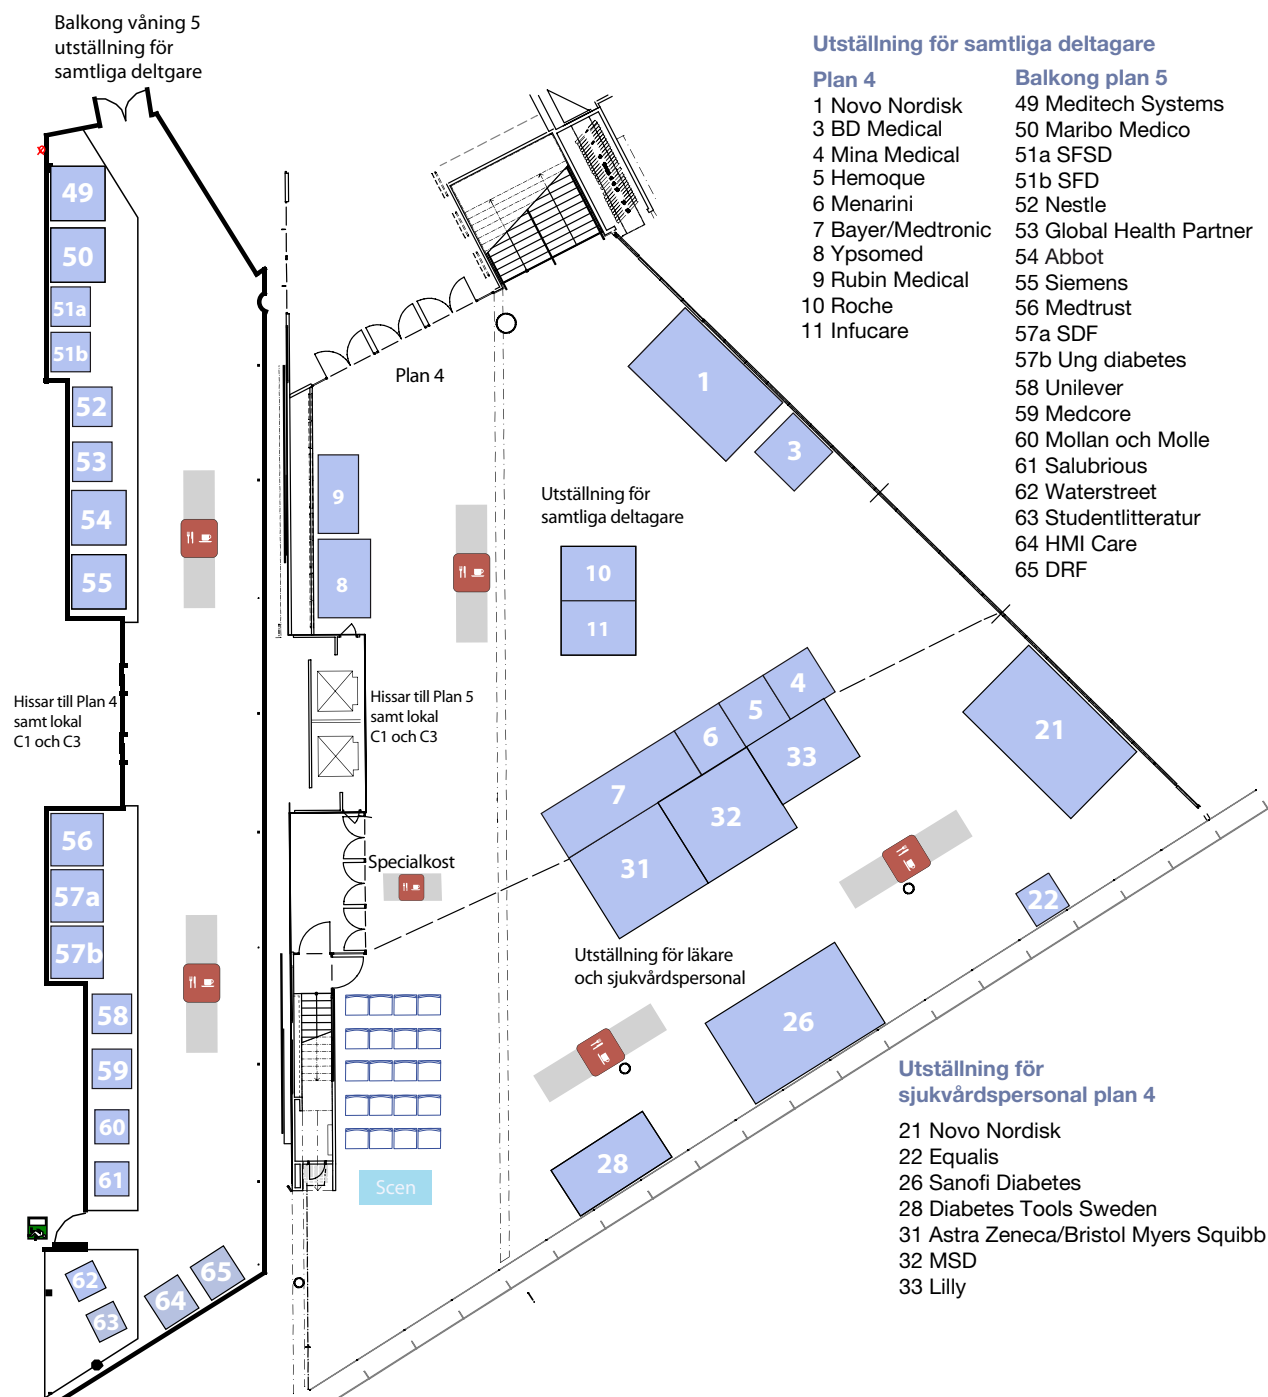 Balkong våning 5
utställning för
samtliga deltgare
Utställning för samtliga deltagare
Plan 4
1 Novo Nordisk
3 BD Medical
4 Mina Medical
5 Hemoque
6 Menarini
7 Bayer/Medtronic
8 Ypsomed
9 Rubin Medical
10 Roche
11 Infucare
Balkong plan 5
49 Meditech Systems
50 Maribo Medico
51a SFSD
51b SFD
52 Nestle
53 Global Health Partner
54 Abbot
55 Siemens
56 Medtrust
57a SDF
57b Ung diabetes
58 Unilever
59 Medcore
60 Mollan och Molle
61 Salubrious
62 Waterstreet
63 Studentlitteratur
64 HMI Care
65 DRF
49
50
51a
51b
52
53
54
55
Hissar till Plan 4
samt lokal
C1 och C3
56
57a
57b
58
59
60
61
62
63
64
65
Plan 4
9
8
Hissar till Plan 5
samt lokal
C1 och C3
Specialkost
Scen
1
3
Utställning för
samtliga deltagare
10
11
4
5
6
7
33
32
31
21
22
Utställning för läkare
och sjukvårdspersonal
26
28
Utställning för
sjukvårdspersonal plan 4
21 Novo Nordisk
22 Equalis
26 Sanofi Diabetes
28 Diabetes Tools Sweden
31 Astra Zeneca/Bristol Myers Squibb
32 MSD
33 Lilly